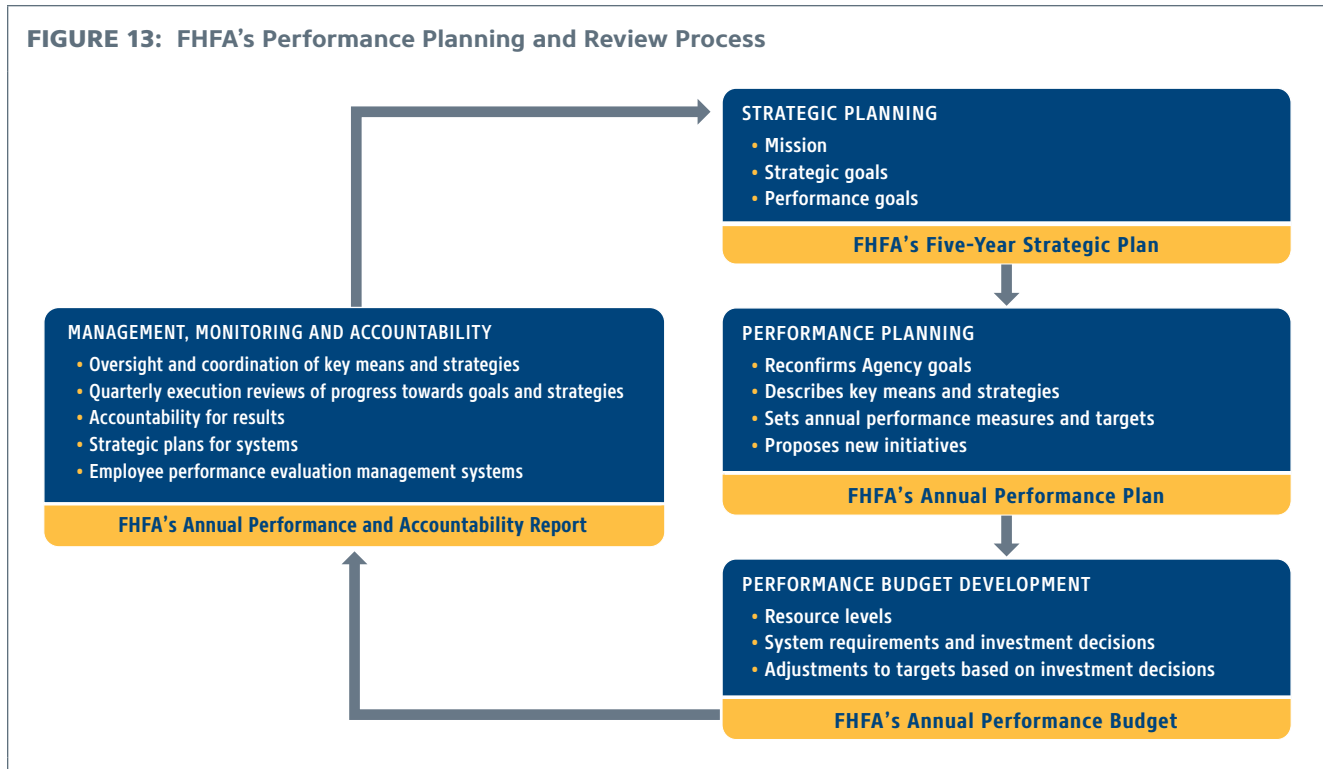 FIGURE 13: FHFA's Performance Planning and Review Process
STRATEGIC PLANNING
• Mission
• Strategic goals
• Performance goals
FHFA's Five-Year Strategic Plan
PERFORMANCE PLANNING
• Reconfirms Agency goals
• Describes key means and strategies
• Sets annual performance measures and targets
• Proposes new initiatives
FHFA's Annual Performance Plan
PERFORMANCE BUDGET DEVELOPMENT
• Resource levels
• System requirements and investment decisions
• Adjustments to targets based on investment decisions
FHFA's Annual Performance Budget
MANAGEMENT, MONITORING AND ACCOUNTABILITY
• Oversight and coordination of key means and strategies
• Quarterly execution reviews of progress towards goals and strategies
• Accountability for results
• Strategic plans for systems
• Employee performance evaluation management systems
FHFA's Annual Performance and Accountability Report